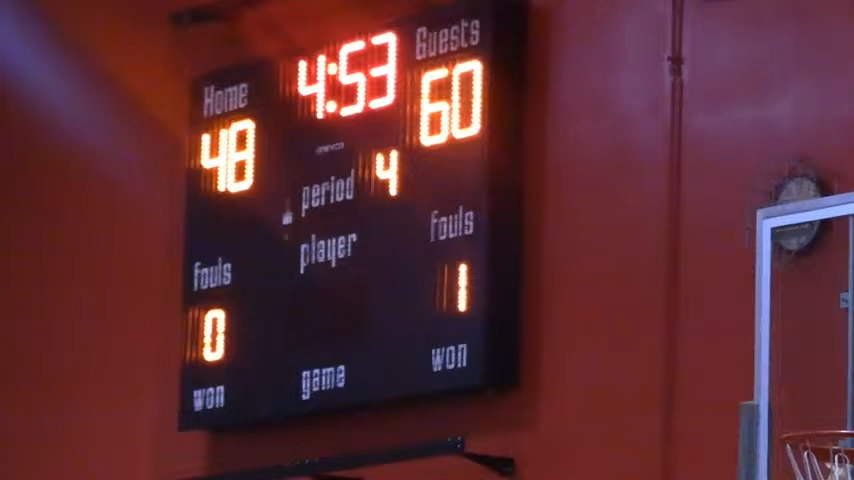 Home 4:53 Guests
48 60
period 4
player
fouls fouls
0 1
won game won